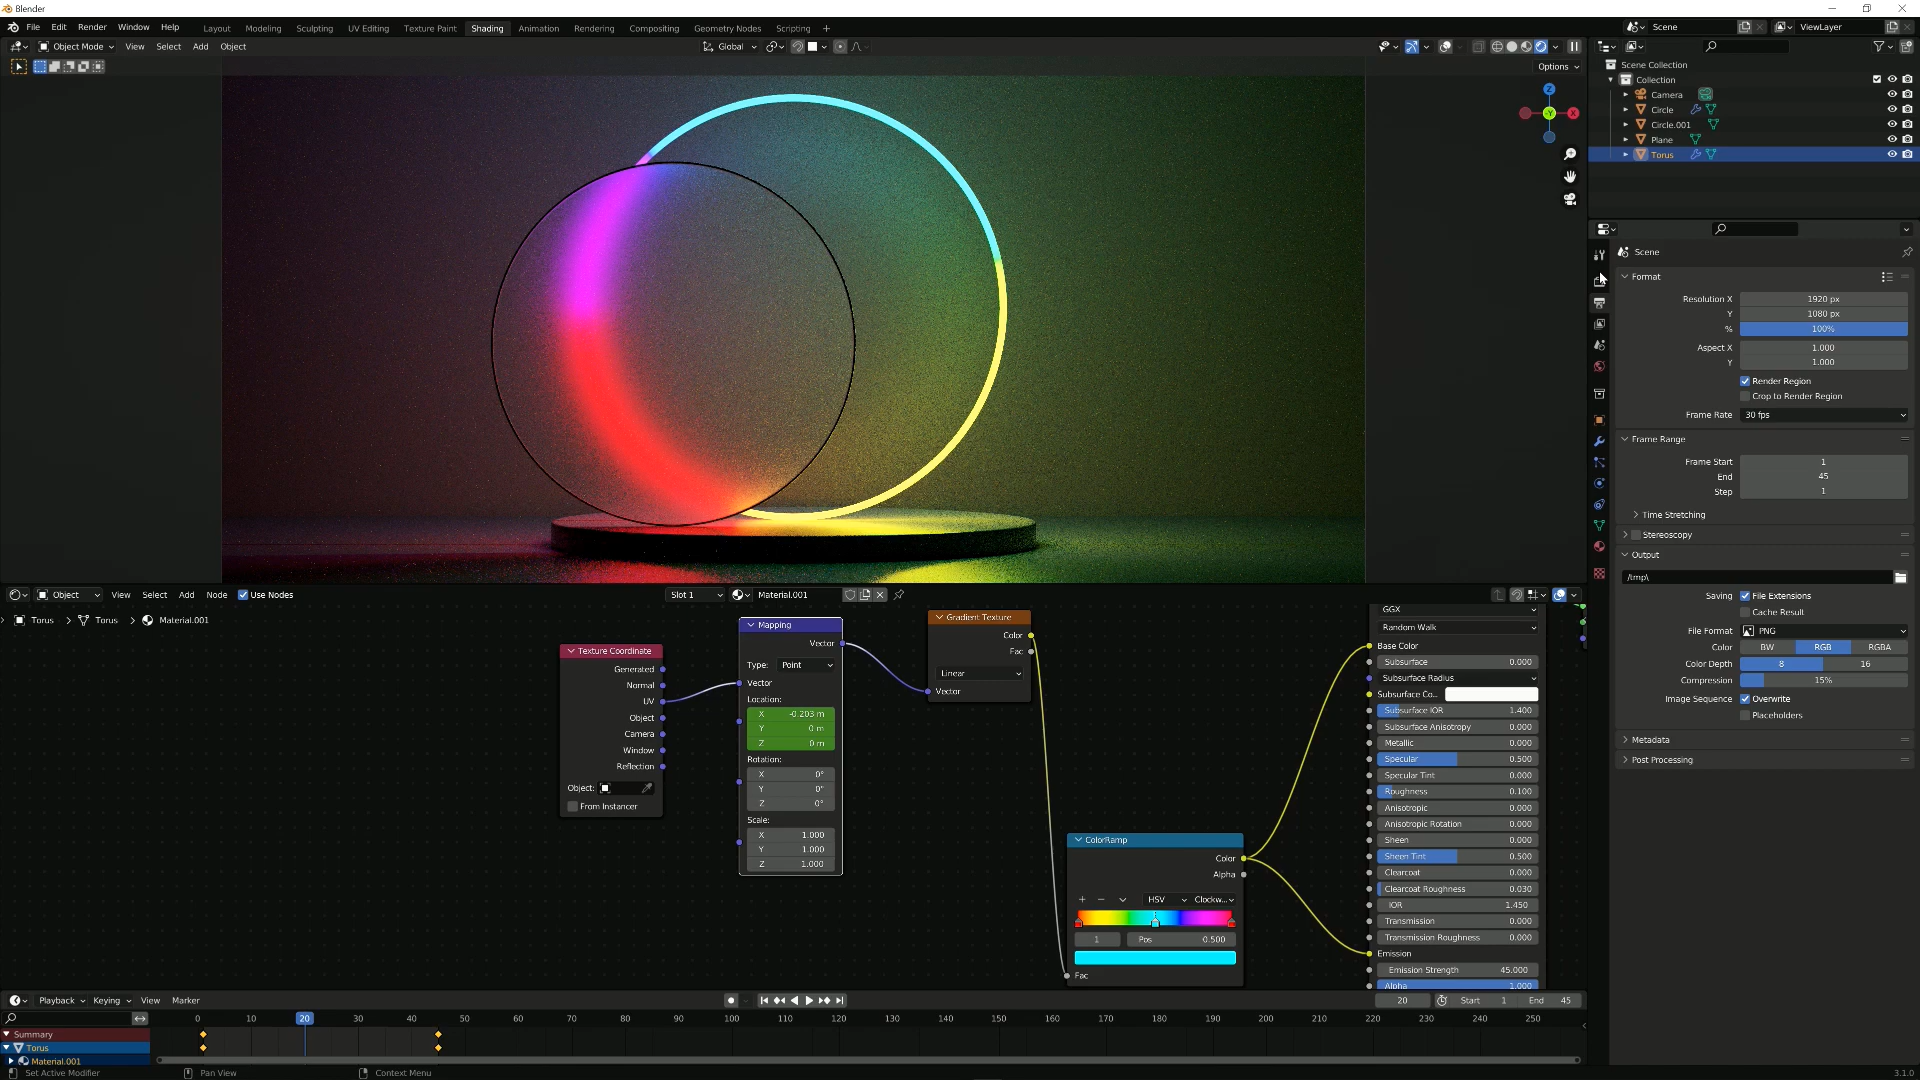 Blender
File Edit Render Window Help Layout Modeling Sculpting UV Editing Texture Paint Shading Animation Rendering Compositing Geometry Nodes Scripting + Scene ViewLayer
Object Mode View Select Add Object Global
Options
Z
Y
X
Scene Collection
Collection
Camera
Circle
Circle.001
Plane
Torus
Scene
Format
Resolution X 1920 px
Y 1080 px
% 100%
Aspect X 1.000
Y 1.000
Render Region
Crop to Render Region
Frame Rate 30 fps
Frame Range
Frame Start 1
End 45
Step 1
Time Stretching
Stereoscopy
Output
/tmp\
Saving File Extensions
Cache Result
File Format PNG
Color BW RGB RGBA
Color Depth 8 16
Compression 15%
Image Sequence Overwrite
Placeholders
Metadata
Post Processing
Object View Select Add Node Use Nodes Slot 1 Material.001
Torus Torus Material.001
Texture Coordinate
Generated
Normal
UV
Object
Camera
Window
Reflection
Object:
From Instancer
Mapping
Vector
Type: Point
Vector
Location:
X -0.203 m
Y 0 m
Z 0 m
Rotation:
X 0°
Y 0°
Z 0°
Scale:
X 1.000
Y 1.000
Z 1.000
Gradient Texture
Color
Fac
Linear
Vector
ColorRamp
Color
Alpha
+ − HSV Clockw...
1 Pos 0.500
Fac
GGX
Random Walk
Base Color
Subsurface 0.000
Subsurface Radius
Subsurface Co...
Subsurface IOR 1.400
Subsurface Anisotropy 0.000
Metallic 0.000
Specular 0.500
Specular Tint 0.000
Roughness 0.100
Anisotropic 0.000
Anisotropic Rotation 0.000
Sheen 0.000
Sheen Tint 0.500
Clearcoat 0.000
Clearcoat Roughness 0.030
IOR 1.450
Transmission 0.000
Transmission Roughness 0.000
Emission
Emission Strength 45.000
Alpha 1.000
Playback Keying View Marker 20 Start 1 End 45
0 10 20 30 40 50 60 70 80 90 100 110 120 130 140 150 160 170 180 190 200 210 220 230 240 250
Summary
Torus
Material.001
Set Active Modifier Pan View Context Menu 3.1.0